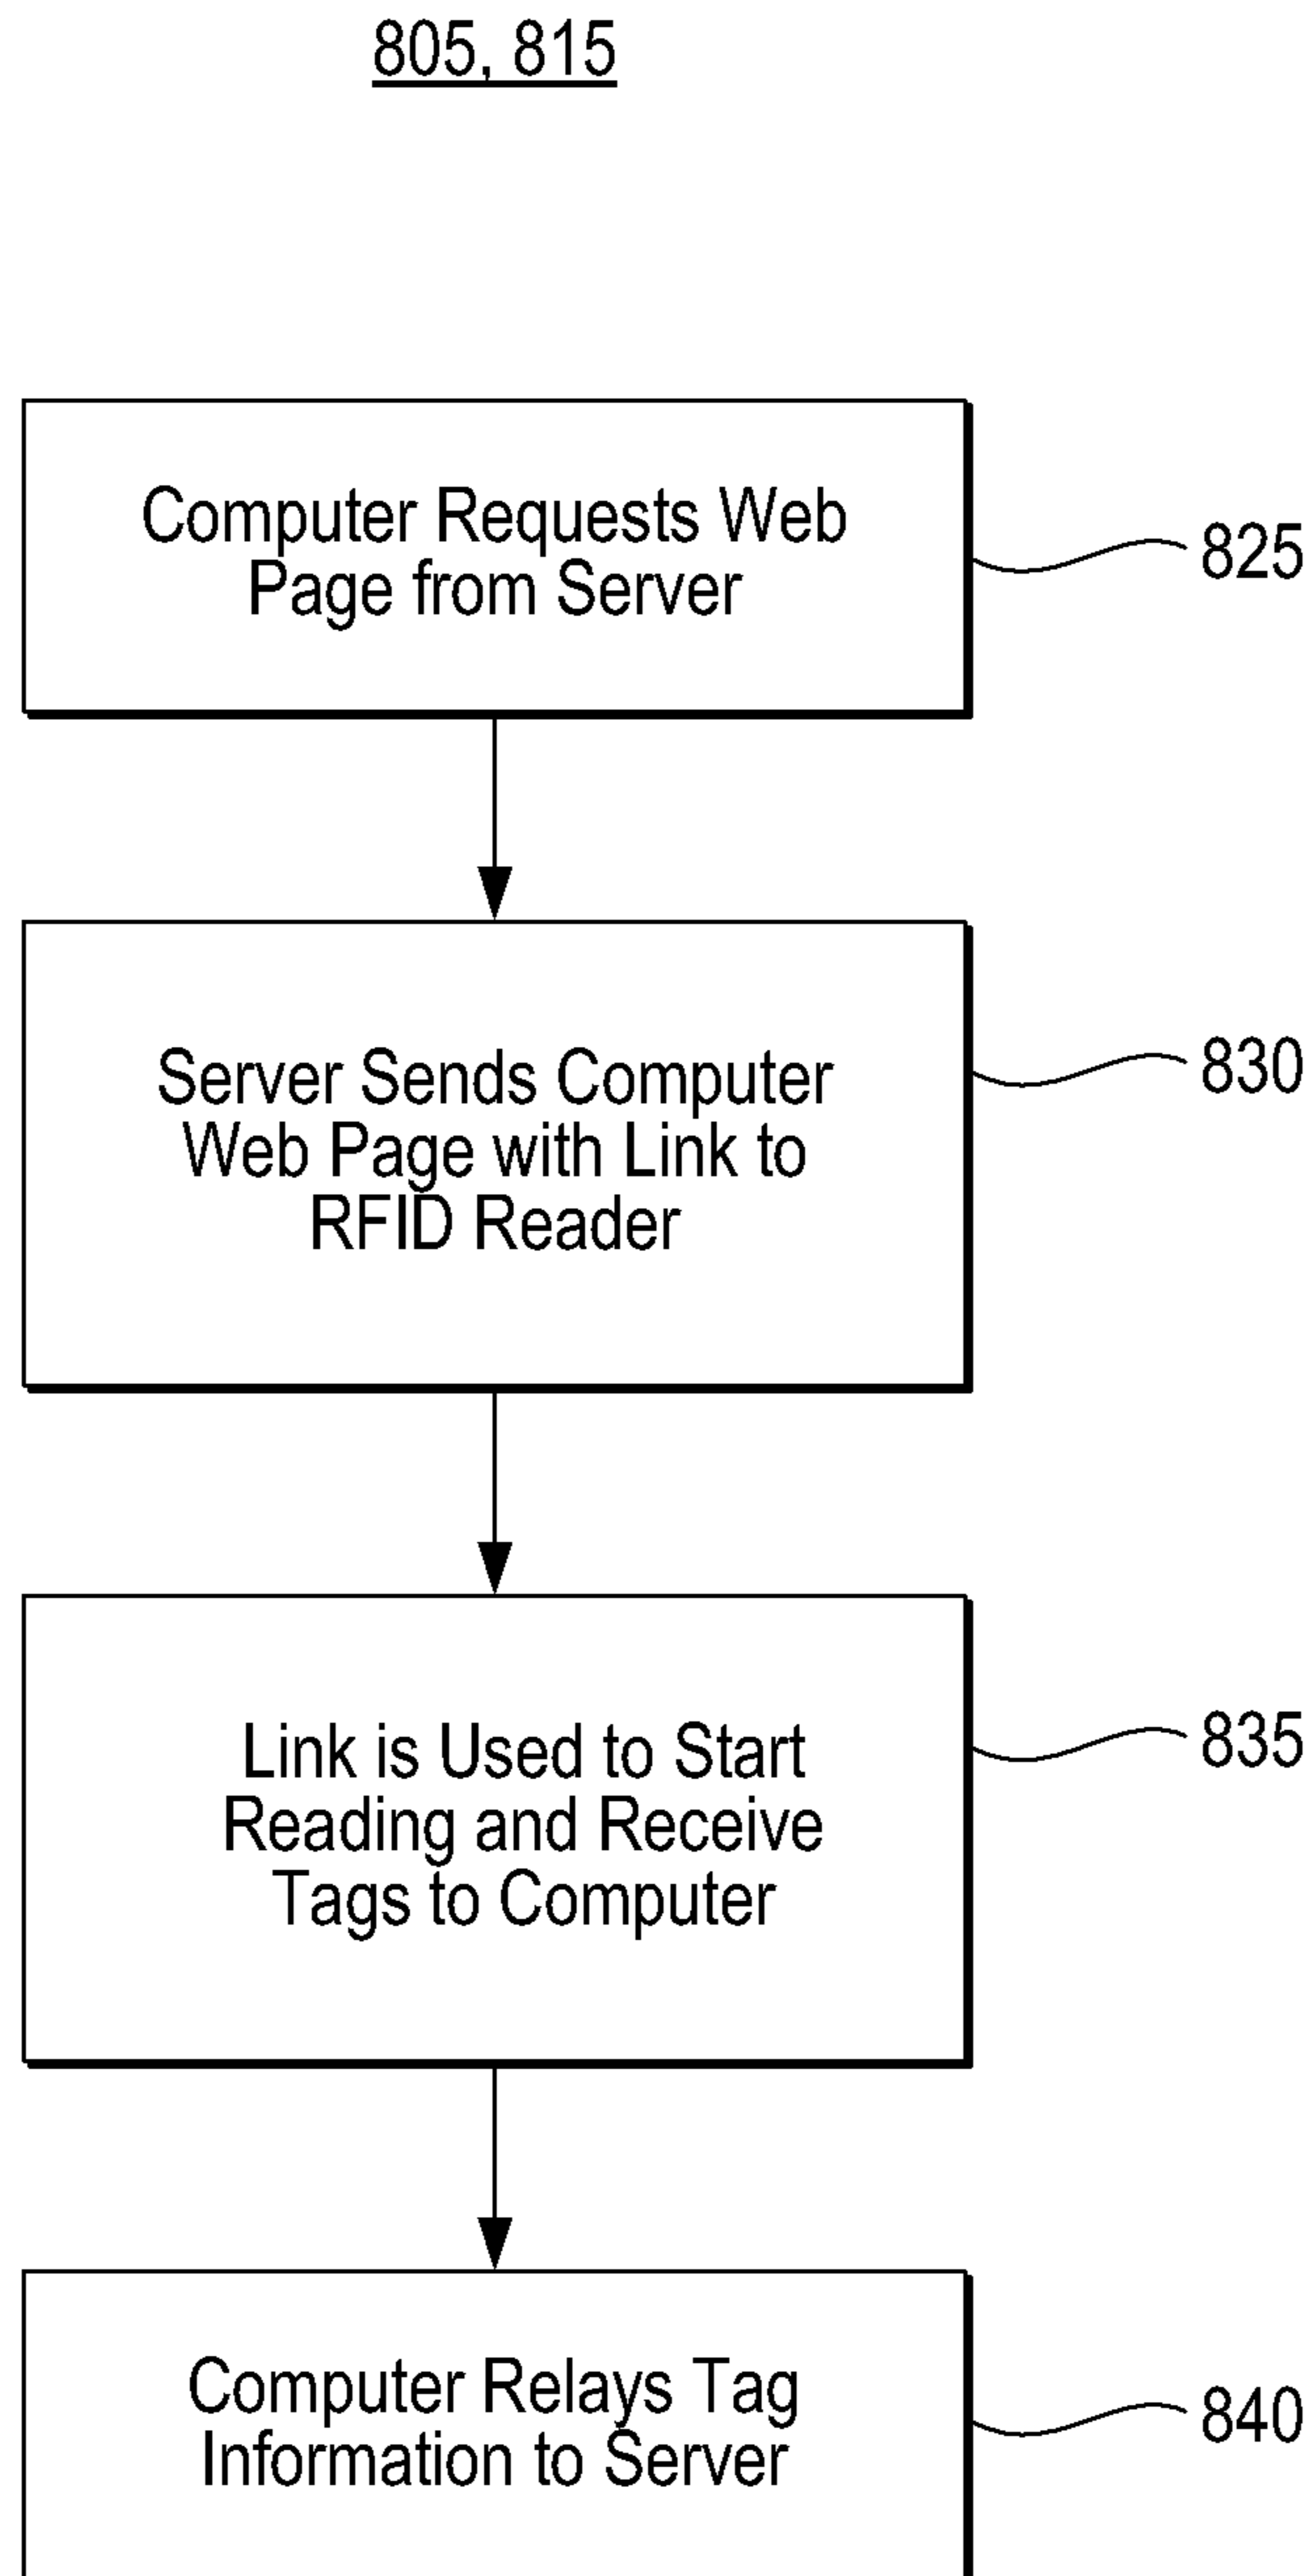 805, 815
Computer Requests Web
Page from Server
825
Server Sends Computer
Web Page with Link to
RFID Reader
830
Link is Used to Start
Reading and Receive
Tags to Computer
835
Computer Relays Tag
Information to Server
840